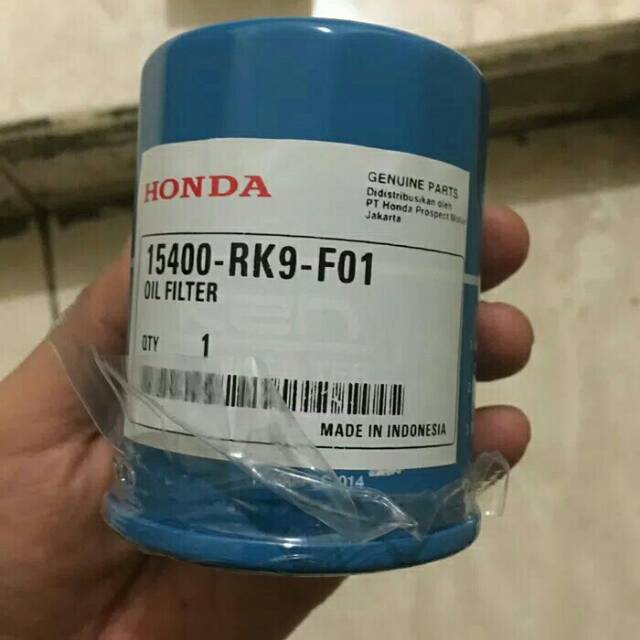 HONDA
GENUINE PARTS
Didistribusikan oleh
PT Honda Prospect
Jakarta
15400-RK9-F01
OIL FILTER
QTY 1
MADE IN INDONESIA
014